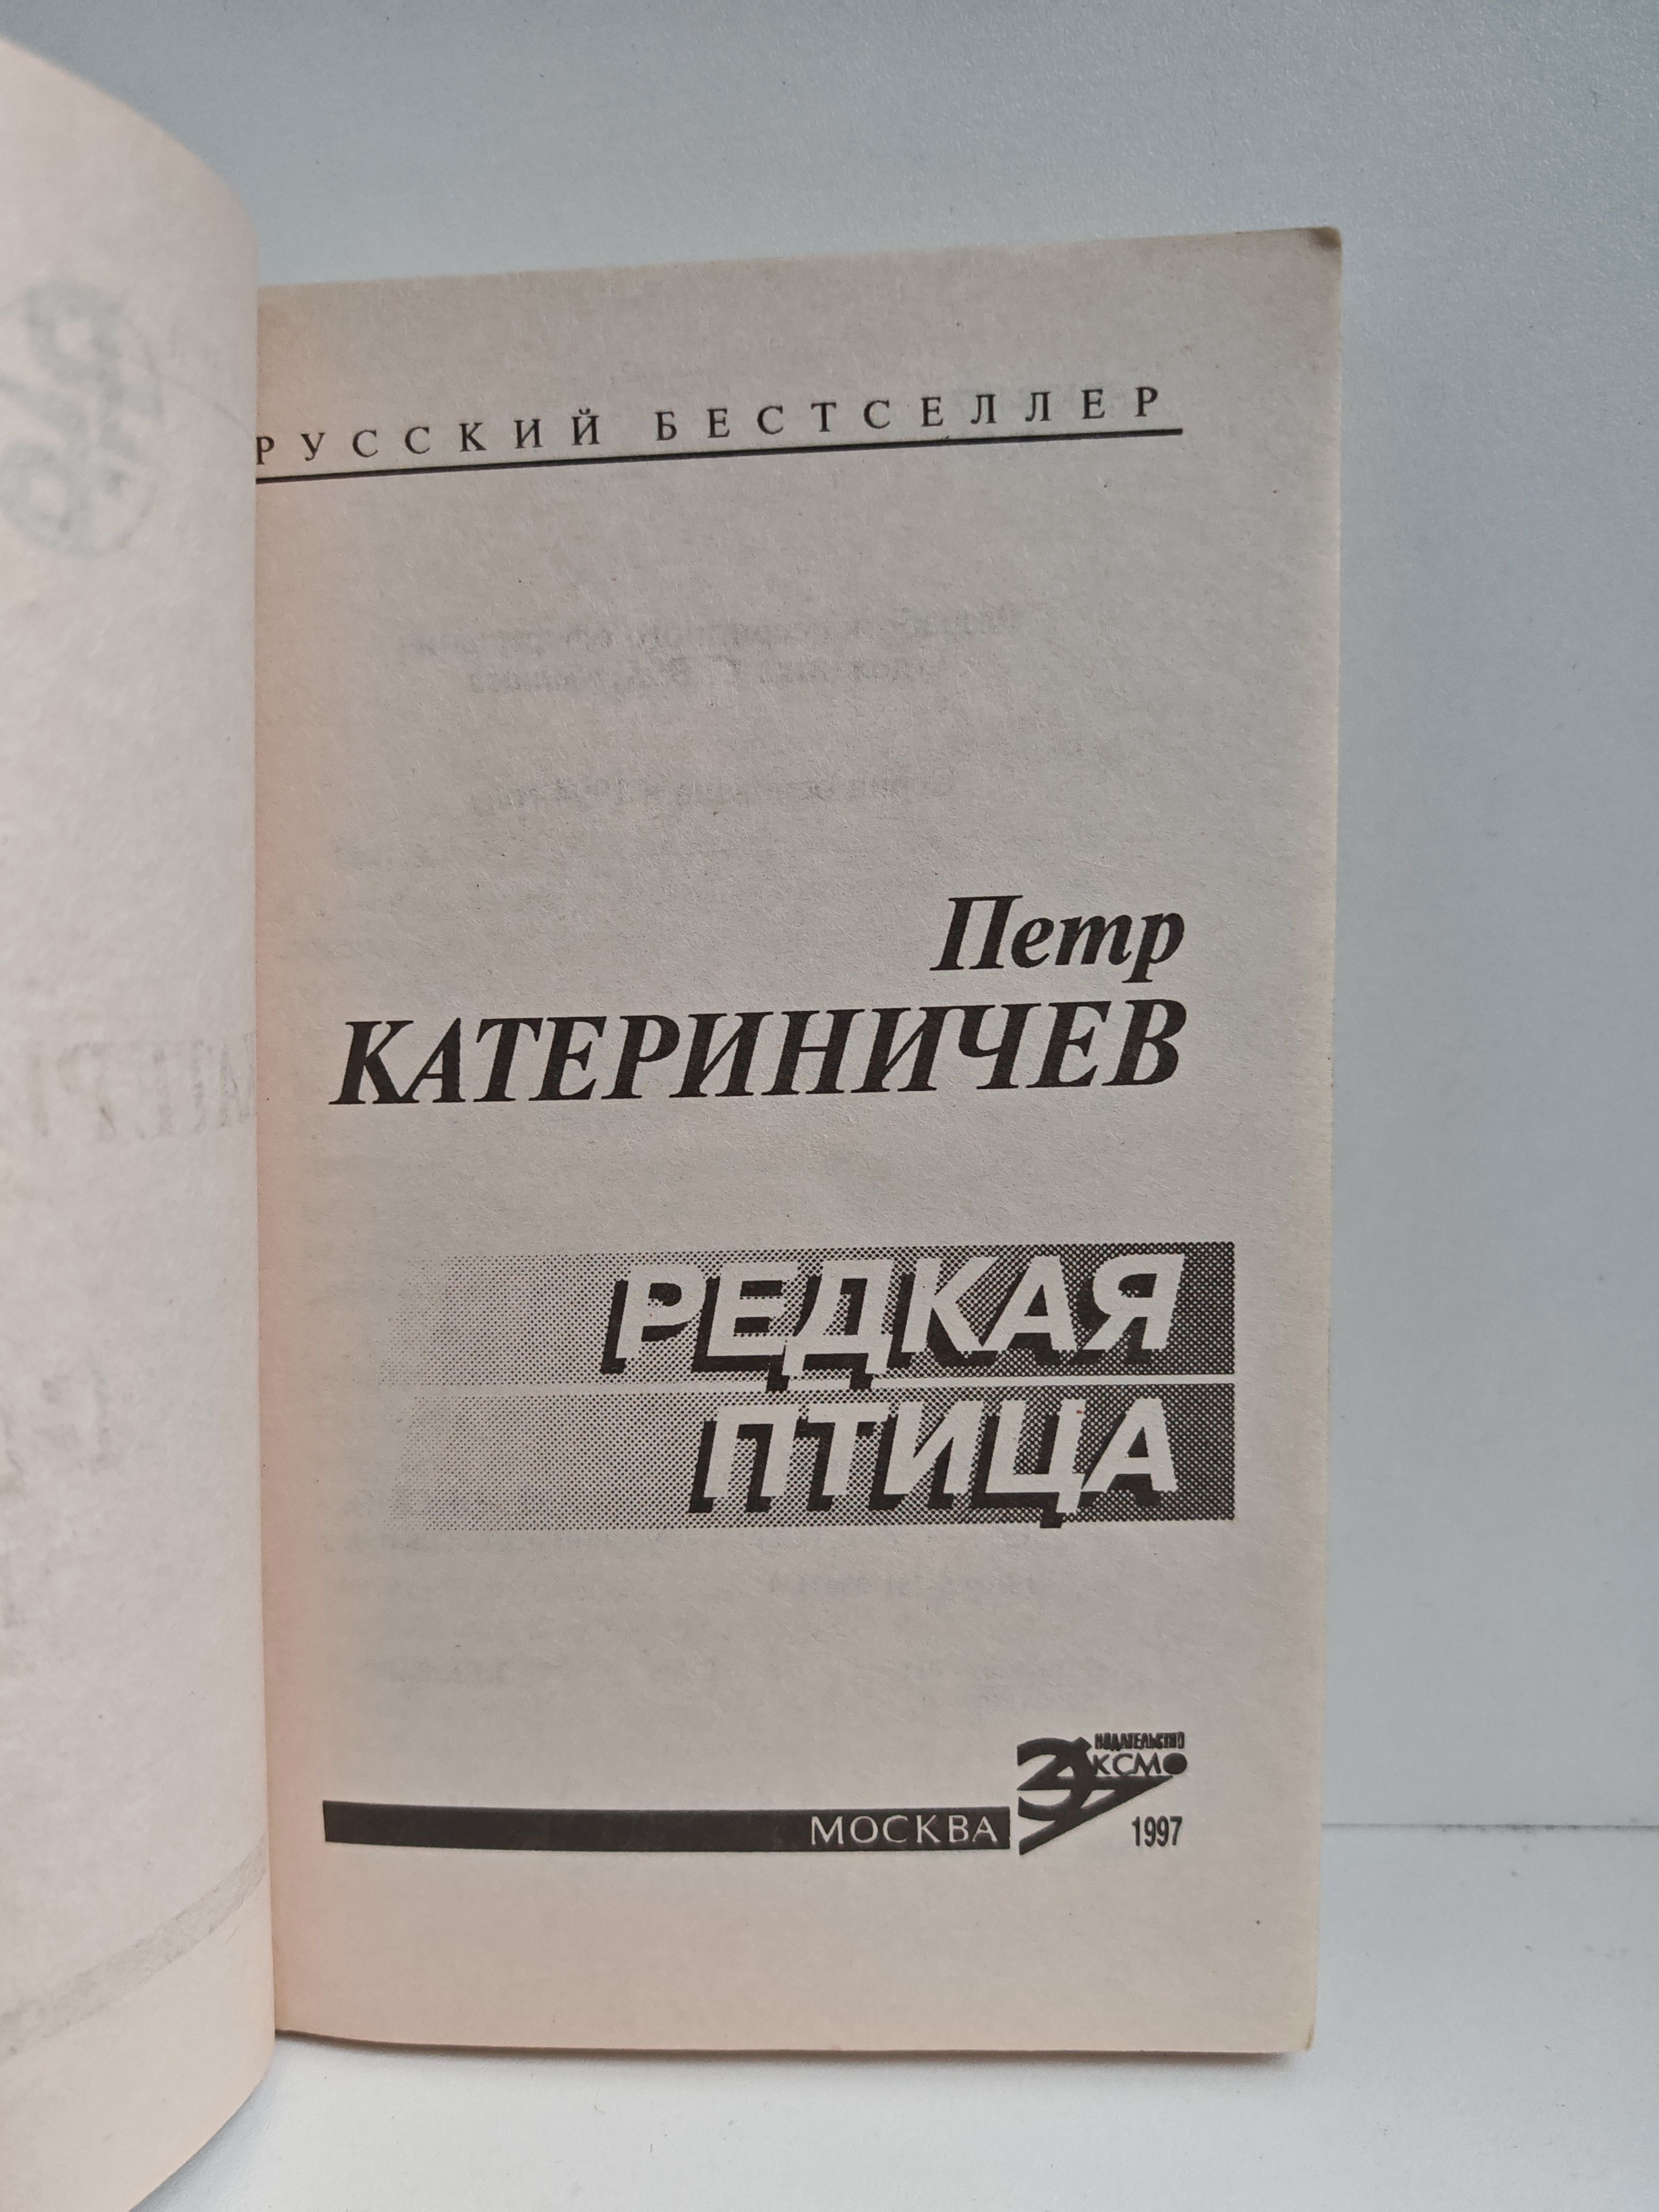 РУССКИЙ БЕСТСЕЛЛЕР
Петр
КАТЕРИНИЧЕВ
РЕДКАЯ
ПТИЦА
ИЗДАТЕЛЬСТВО
ЭКСМО
МОСКВА
1997